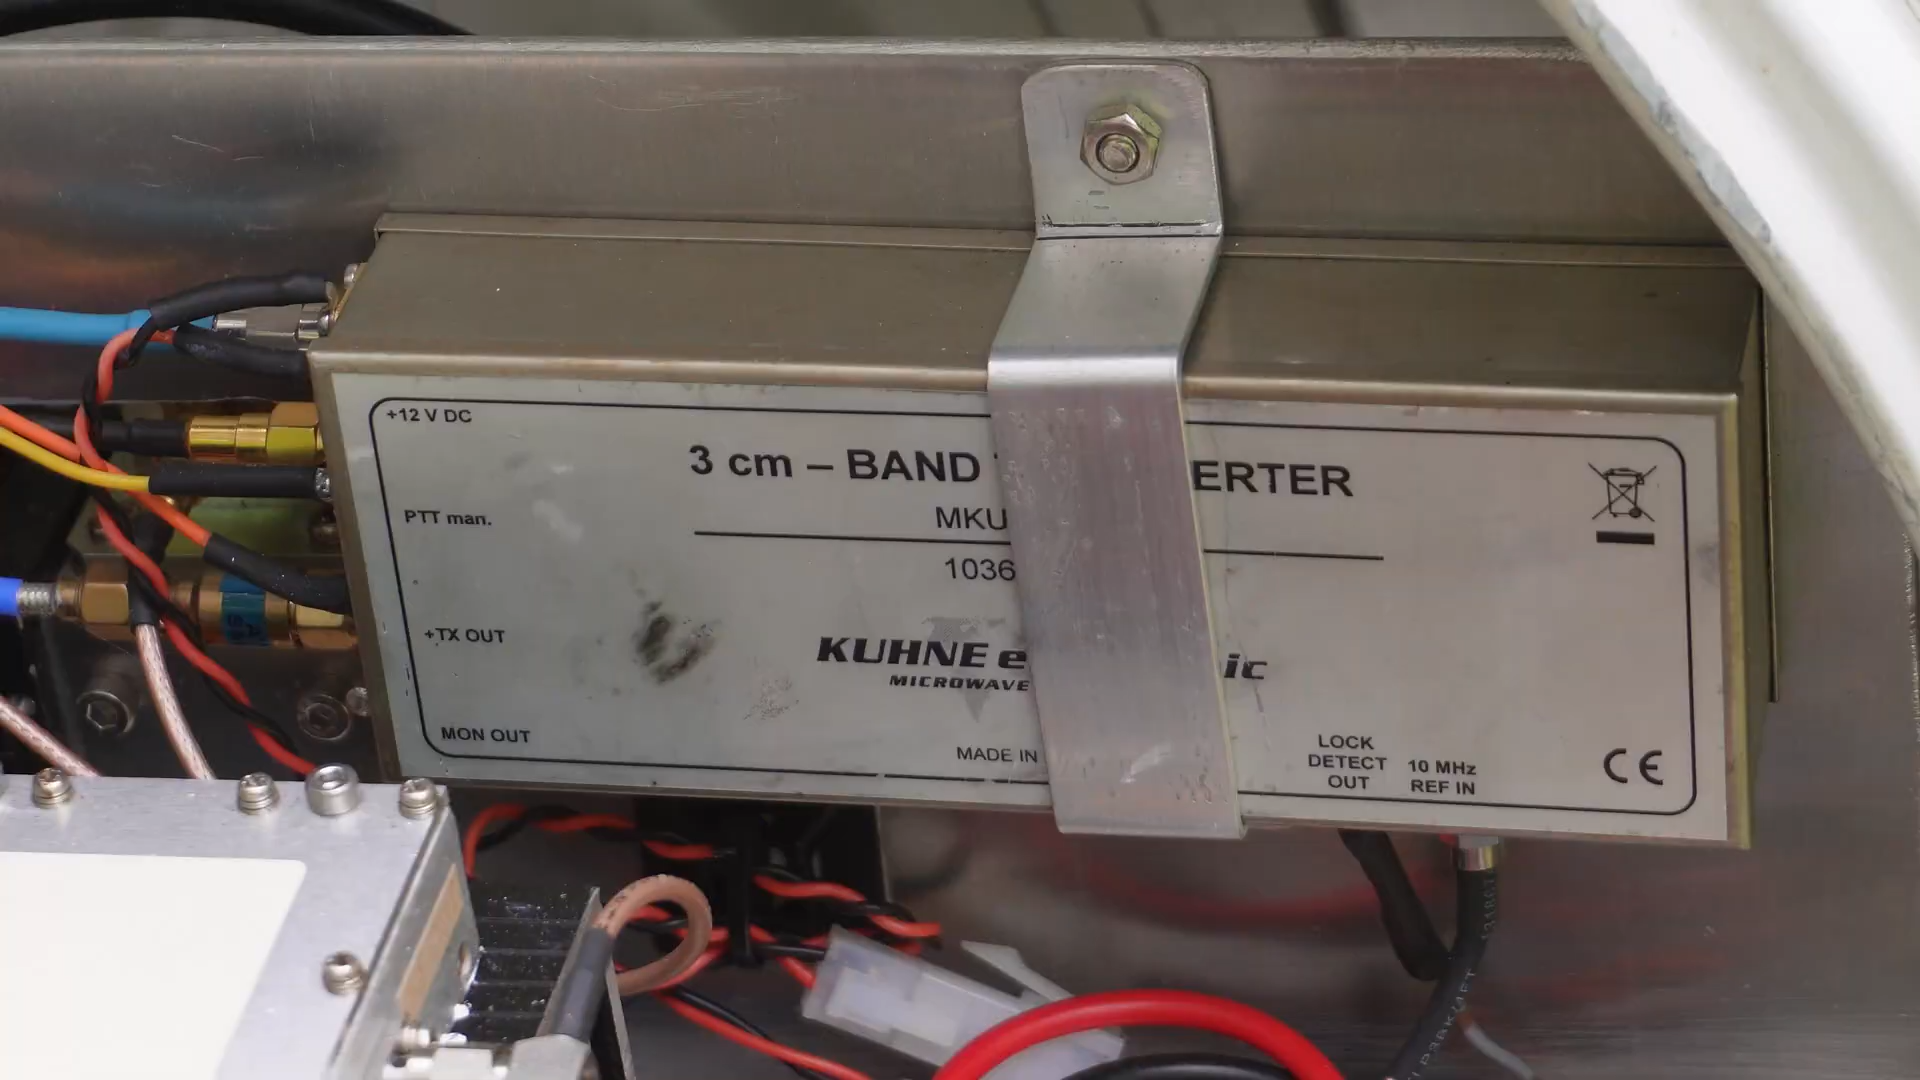 +12 V DC
3 cm – BAND T ERTER
MKU
PTT man.
1036
+TX OUT
KUHNE e ic
MICROWAVE
MON OUT
MADE IN
LOCK
DETECT
OUT
10 MHz
REF IN
CE